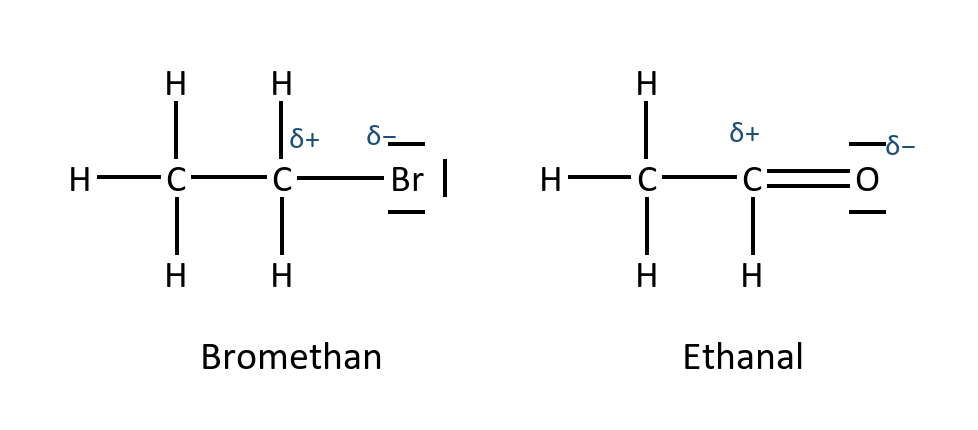 H H H
δ+ δ− δ+ δ−
H C C Br H C C O
H H H H
Bromethan Ethanal